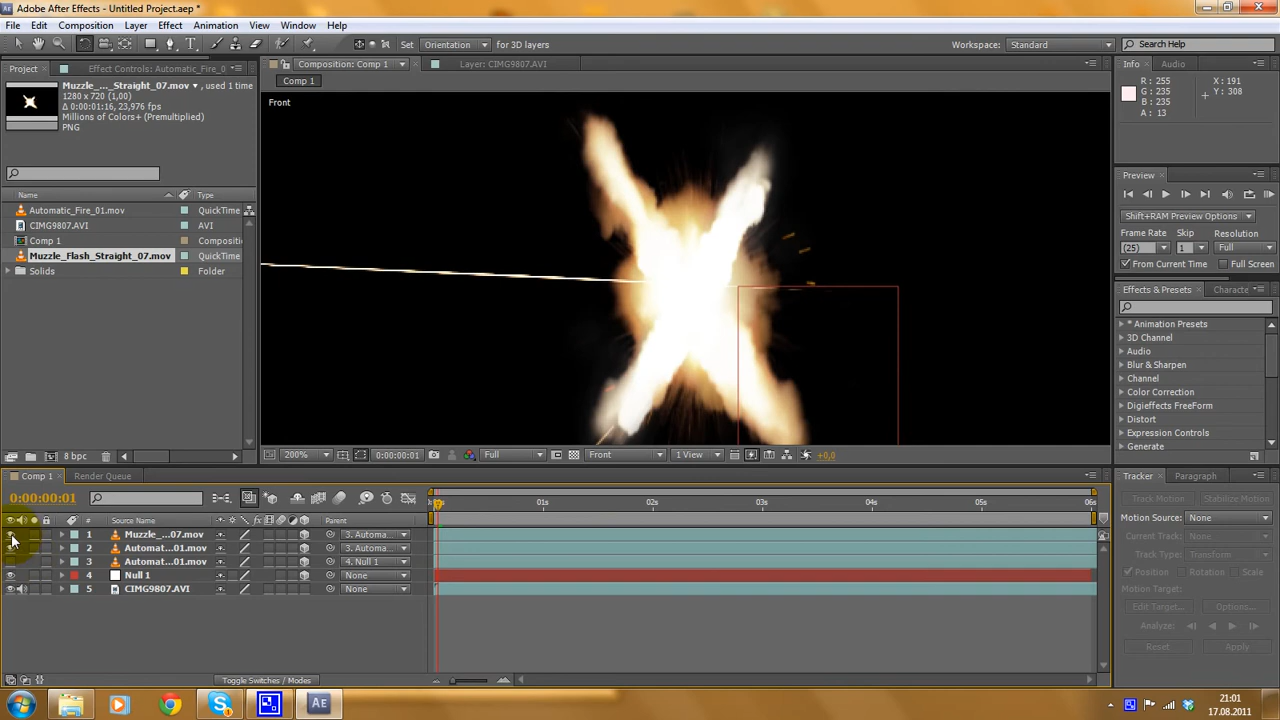 Adobe After Effects - Untitled Project.aep *
File Edit Composition Layer Effect Animation View Window Help
Set Orientation for 3D layers Workspace: Standard Search Help
Project Effect Controls: Automatic_Fire_0
Composition: Comp 1 Layer: CIMG9807.AVI
Info Audio
Comp 1
Muzzle_..._Straight_07.mov , used 1 time
1280 x 720 (1,00)
Δ 0:00:01:16, 23,976 fps
Millions of Colors+ (Premultiplied)
PNG
Front
R : 255
G : 235
B : 235
A : 13
X : 191
Y : 308
Name Type
Automatic_Fire_01.mov QuickTime
CIMG9807.AVI AVI
Comp 1 Compositi
Muzzle_Flash_Straight_07.mov QuickTime
Solids Folder
Preview
Shift+RAM Preview Options
Frame Rate Skip Resolution
(25) 1 Full
From Current Time Full Screen
Effects & Presets Characte
* Animation Presets
3D Channel
Audio
Blur & Sharpen
Channel
Color Correction
Digieffects FreeForm
Distort
Expression Controls
Generate
8 bpc
200% 0:00:00:01 Full Front 1 View +0,0
Comp 1 Render Queue
0:00:00:01
01s 02s 03s 04s 05s 06s
# Source Name fx Parent
1 Muzzle_...07.mov 3. Automa...
2 Automat...01.mov 3. Automa...
3 Automat...01.mov 4. Null 1
4 Null 1 None
5 CIMG9807.AVI None
Toggle Switches / Modes
Tracker Paragraph
Track Motion Stabilize Motion
Motion Source: None
Current Track: None
Track Type: Transform
Position Rotation Scale
Motion Target:
Edit Target... Options...
Analyze:
Reset Apply
Ae
21:01
17.08.2011